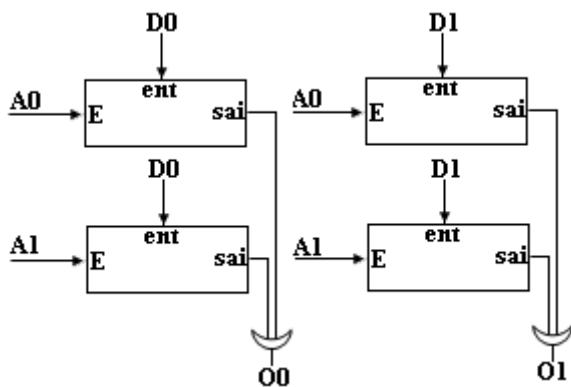 D0 D1
ent ent
A0 E sai A0 E sai
D0 D1
ent ent
A1 E sai A1 E sai
O0 O1